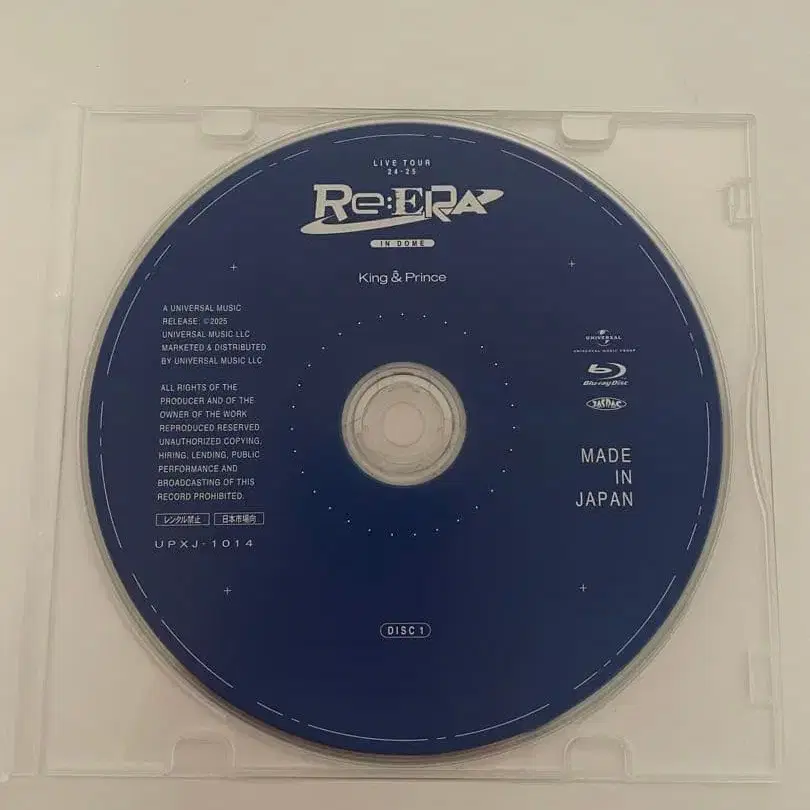 LIVE TOUR
24-25
Re:ERA
IN DOME
King & Prince
A UNIVERSAL MUSIC
RELEASE: ©2025
UNIVERSAL MUSIC LLC
MARKETED & DISTRIBUTED
BY UNIVERSAL MUSIC LLC
ALL RIGHTS OF THE
PRODUCER AND OF THE
OWNER OF THE WORK
REPRODUCED RESERVED.
UNAUTHORIZED COPYING,
HIRING, LENDING, PUBLIC
PERFORMANCE AND
BROADCASTING OF THIS
RECORD PROHIBITED.
レンタル禁止 日本市場向
UPXJ-1014
UNIVERSAL
UNIVERSAL MUSIC GROUP
Blu-ray Disc
JASRAC
MADE
IN
JAPAN
DISC 1